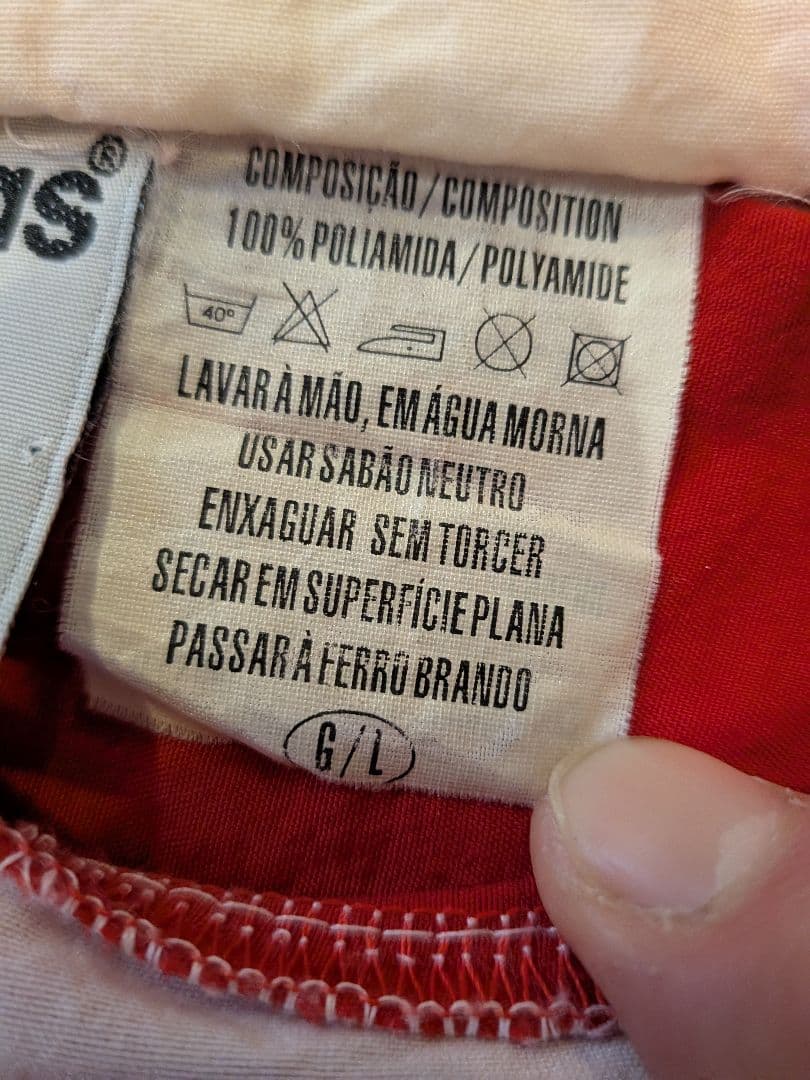 as®
COMPOSIÇÃO/COMPOSITION
100% POLIAMIDA/POLYAMIDE
40°
LAVAR À MÃO, EM ÁGUA MORNA
USAR SABÃO NEUTRO
ENXAGUAR SEM TORCER
SECAR EM SUPERFÍCIE PLANA
PASSAR À FERRO BRANDO
G/L